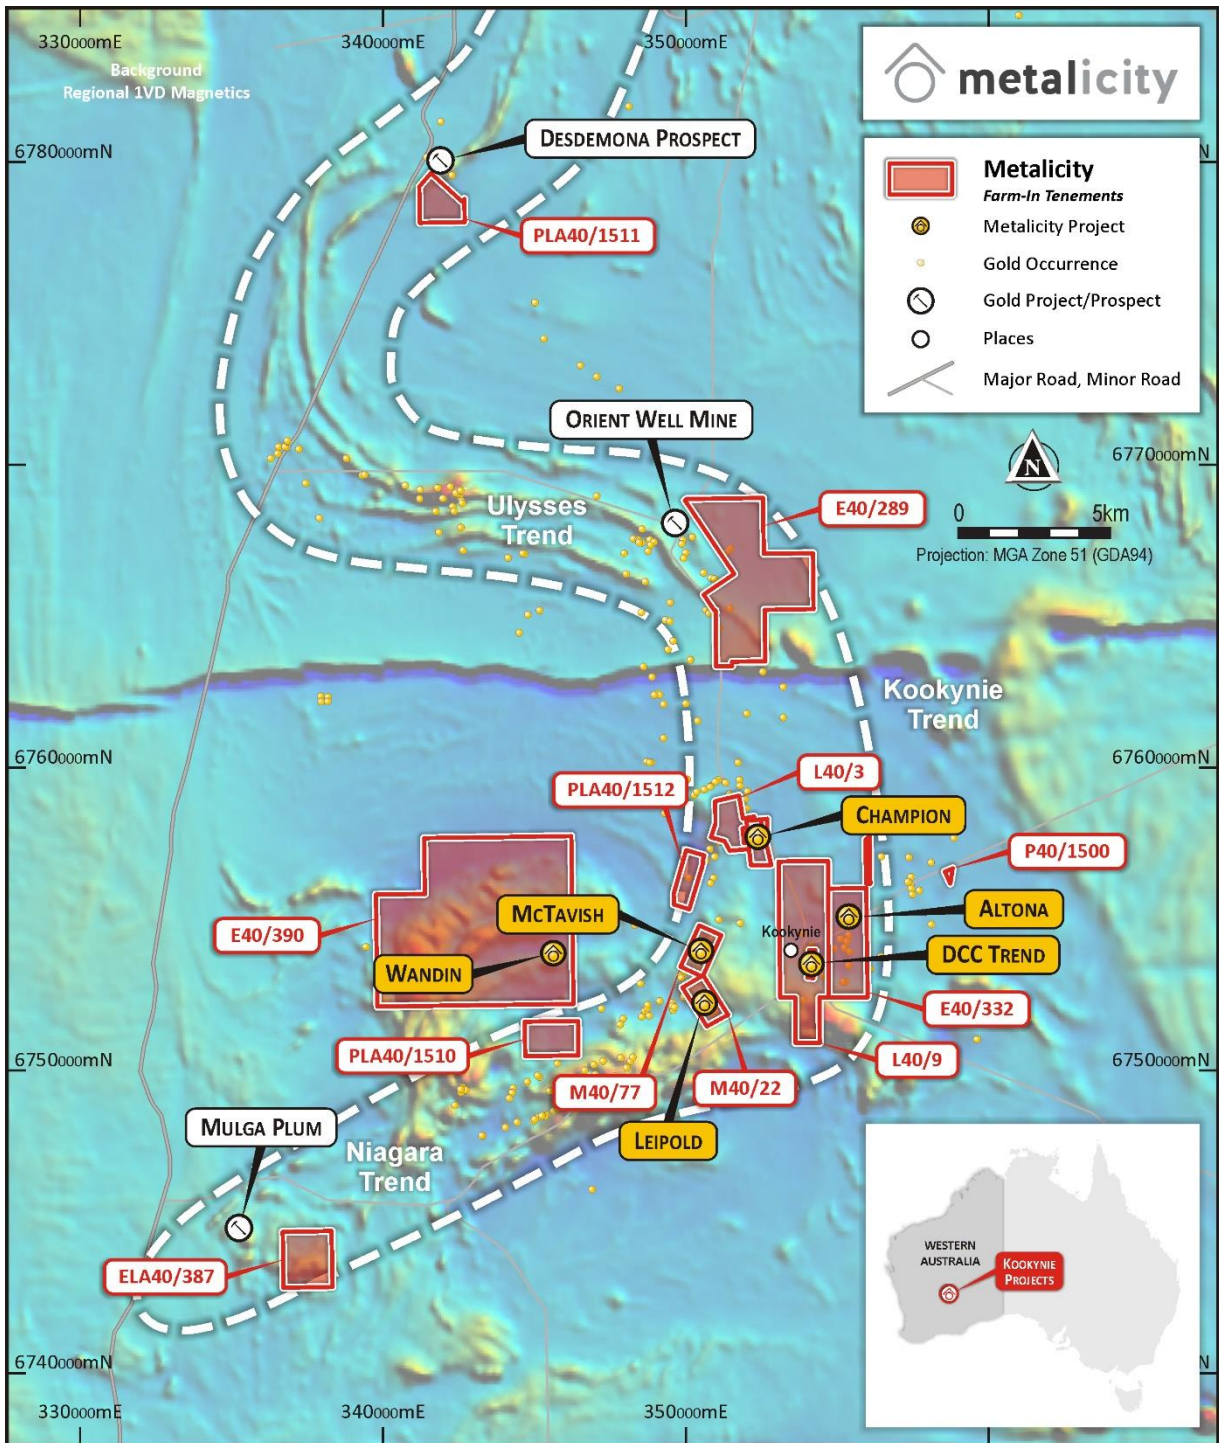 330000mE
340000mE
350000mE
Background
Regional 1VD Magnetics
metalicity
6780000mN
N
DESDEMONA PROSPECT
PLA40/1511
Metalicity
Farm-In Tenements
Metalicity Project
Gold Occurrence
Gold Project/Prospect
Places
Major Road, Minor Road
ORIENT WELL MINE
N
6770000mN
0
5km
Projection: MGA Zone 51 (GDA94)
E40/289
Ulysses
Trend
Kookynie
Trend
6760000mN
6760000mN
L40/3
PLA40/1512
CHAMPION
P40/1500
MCTAVISH
ALTONA
E40/390
Kookynie
WANDIN
DCC TREND
E40/332
PLA40/1510
L40/9
6750000mN
6750000mN
M40/77
M40/22
MULGA PLUM
LEIPOLD
Niagara
Trend
ELA40/387
WESTERN
AUSTRALIA
KOOKYNIE
PROJECTS
6740000mN
N
330000mE
340000mE
350000mE